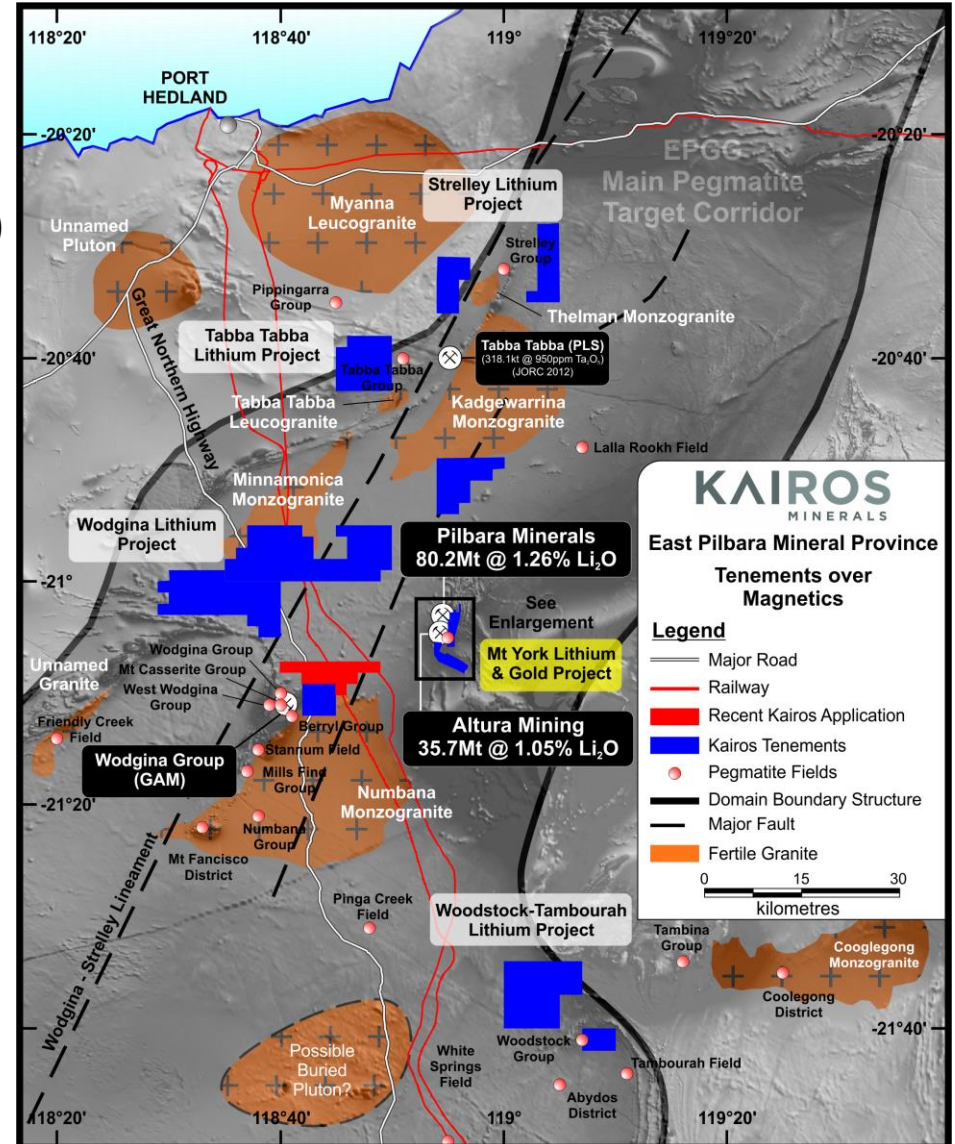 118°20'
118°40'
119°
119°20'
PORT
HEDLAND
-20°20'
-20°20'
EPGG
Main Pegmatite
Target Corridor
Strelley Lithium
Project
Myanna
Leucogranite
Unnamed
Pluton
Strelley
Group
Pippingarra
Group
Thelman Monzogranite
Great Northern Highway
Tabba Tabba
Lithium Project
Tabba Tabba (PLS)
(318.1kt @ 950ppm Ta₂O₅)
(JORC 2012)
-20°40'
-20°40'
Tabba Tabba
Group
Tabba Tabba
Leucogranite
Kadgewarrina
Monzogranite
Lalla Rookh Field
Minnamonica
Monzogranite
Wodgina Lithium
Project
Pilbara Minerals
80.2Mt @ 1.26% Li₂O
-21°
See
Enlargement
Mt York Lithium
& Gold Project
Altura Mining
35.7Mt @ 1.05% Li₂O
Wodgina Group
Mt Casserite Group
West Wodgina
Group
Unnamed
Granite
Friendly Creek
Field
Berryl Group
Wodgina Group
(GAM)
Stannum Field
Mills Find
Group
Numbana
Monzogranite
-21°20'
Numbana
Group
Mt Fancisco
District
Wodgina - Strelley Lineament
Pinga Creek
Field
Woodstock-Tambourah
Lithium Project
Tambina
Group
Cooglegong
Monzogranite
Coolegong
District
-21°40'
Woodstock
Group
Tambourah Field
Abydos
District
White
Springs
Field
Possible
Buried
Pluton?
118°20'
118°40'
119°
119°20'
KAIROS
MINERALS
East Pilbara Mineral Province
Tenements over
Magnetics
Legend
Major Road
Railway
Recent Kairos Application
Kairos Tenements
Pegmatite Fields
Domain Boundary Structure
Major Fault
Fertile Granite
0 15 30
kilometres